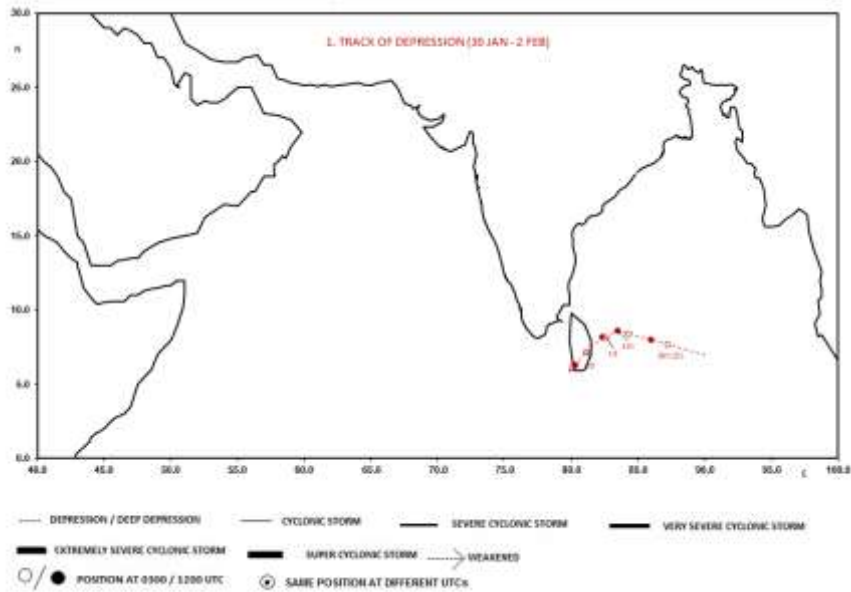 1. TRACK OF DEPRESSION (30 JAN - 2 FEB)
30.0
N
25.0
20.0
15.0
10.0
5.0
0.0
40.0 45.0 50.0 55.0 60.0 65.0 70.0 75.0 80.0 85.0 90.0 95.0 100.0
E
DEPRESSION / DEEP DEPRESSION
CYCLONIC STORM
SEVERE CYCLONIC STORM
VERY SEVERE CYCLONIC STORM
EXTREMELY SEVERE CYCLONIC STORM
SUPER CYCLONIC STORM
WEAKENED
POSITION AT 0300 / 1200 UTC
SAME POSITION AT DIFFERENT UTCs